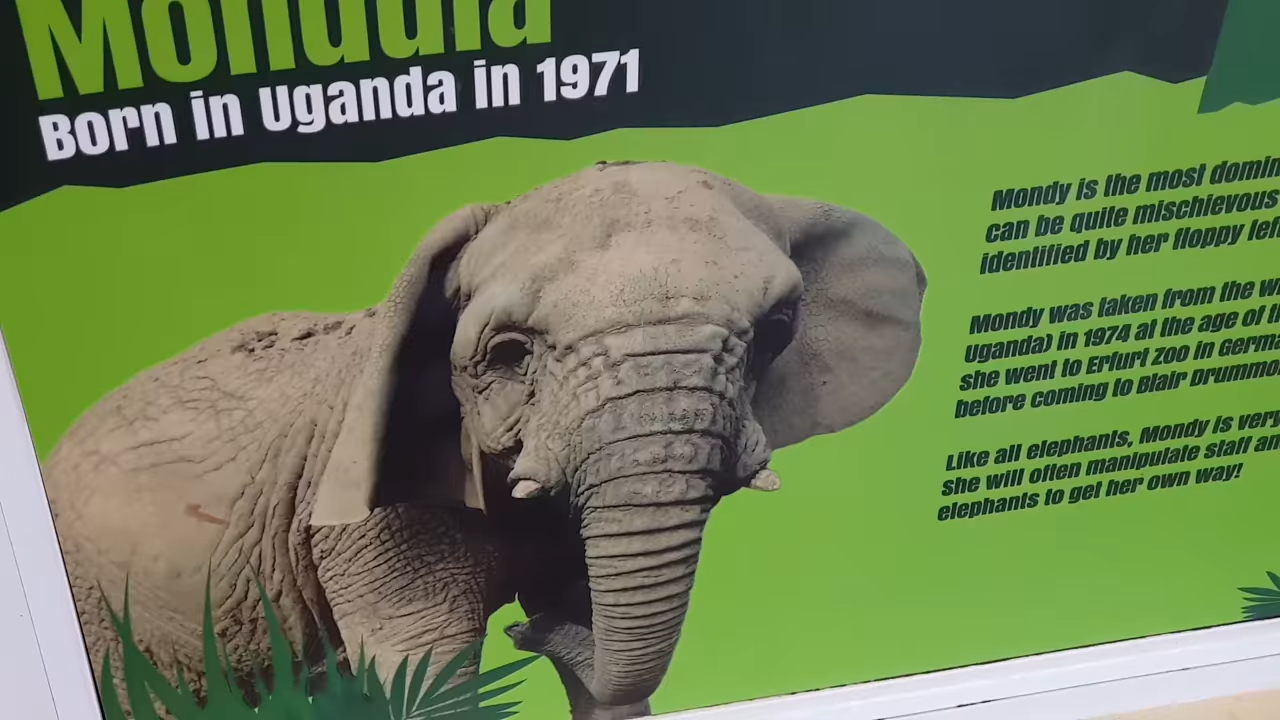 Mondula
Born in Uganda in 1971
Mondy is the most domin
can be quite mischievous
identified by her floppy lef
Mondy was taken from the w
Uganda) in 1974 at the age of t
she went to Erfurt Zoo in Germa
before coming to Blair Drummo
Like all elephants, Mondy is very
she will often manipulate staff an
elephants to get her own way!